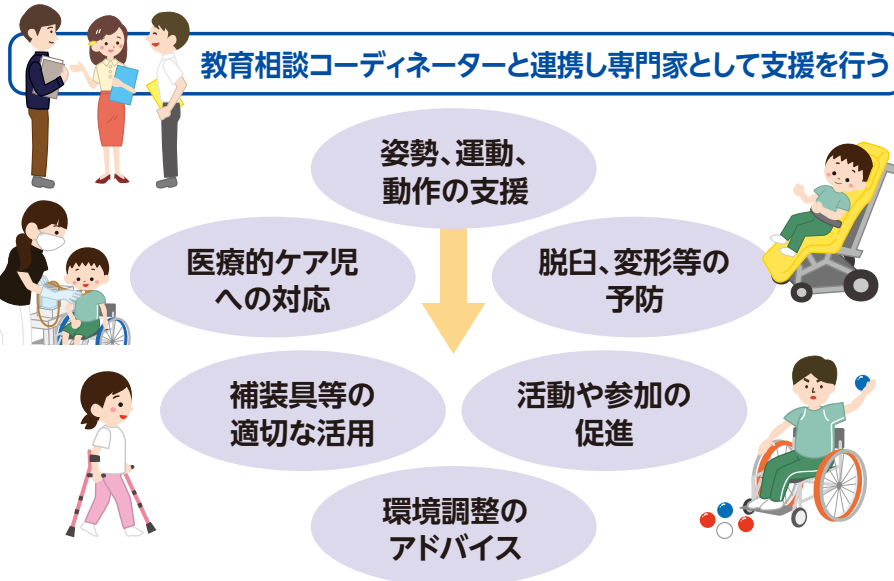 教育相談コーディネーターと連携し専門家として支援を行う
姿勢、運動、
動作の支援
医療的ケア児
への対応
脱臼、変形等の
予防
補装具等の
適切な活用
活動や参加の
促進
環境調整の
アドバイス